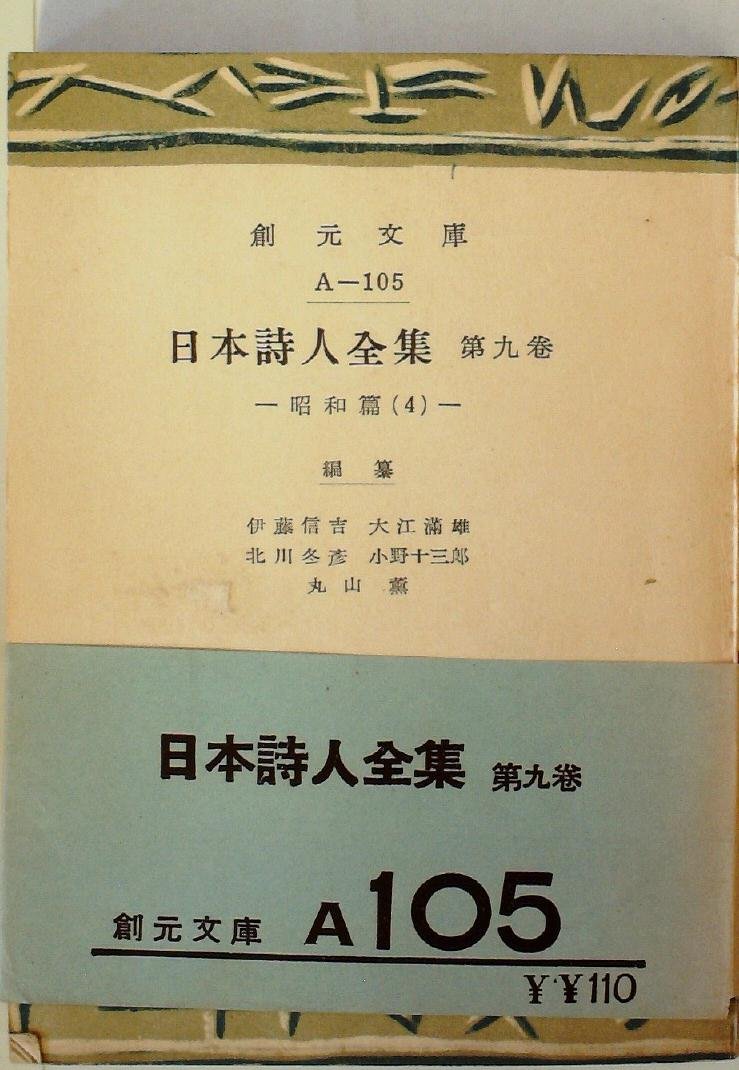 創元文庫
A—105
日本詩人全集 第九卷
— 昭和篇(4) —
編纂
伊藤信吉 大江滿雄
北川冬彥 小野十三郎
丸山薫
日本詩人全集 第九卷
創元文庫 A105
¥·¥110